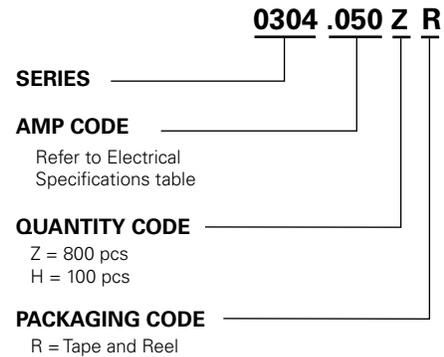 0304 .050 Z R
SERIES
AMP CODE
Refer to Electrical
Specifications table
QUANTITY CODE
Z = 800 pcs
H = 100 pcs
PACKAGING CODE
R = Tape and Reel